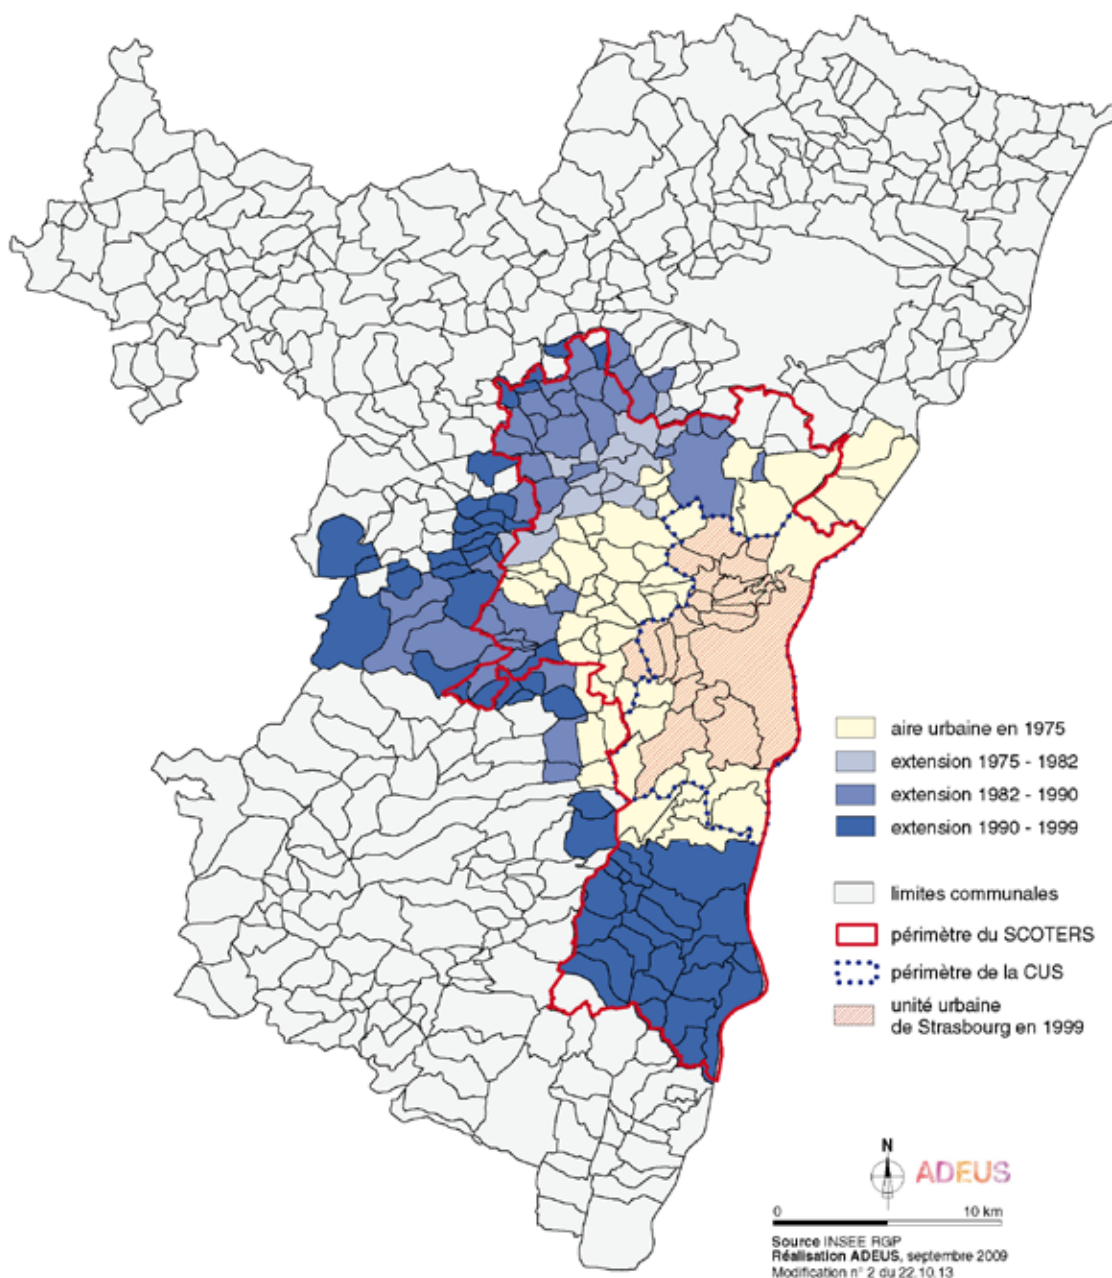 aire urbaine en 1975
extension 1975 - 1982
extension 1982 - 1990
extension 1990 - 1999
limites communales
périmètre du SCOTERS
périmètre de la CUS
unité urbaine
de Strasbourg en 1999
N
ADEUS
0 10 km
Source INSEE RGP
Réalisation ADEUS, septembre 2009
Modification n° 2 du 22.10.13